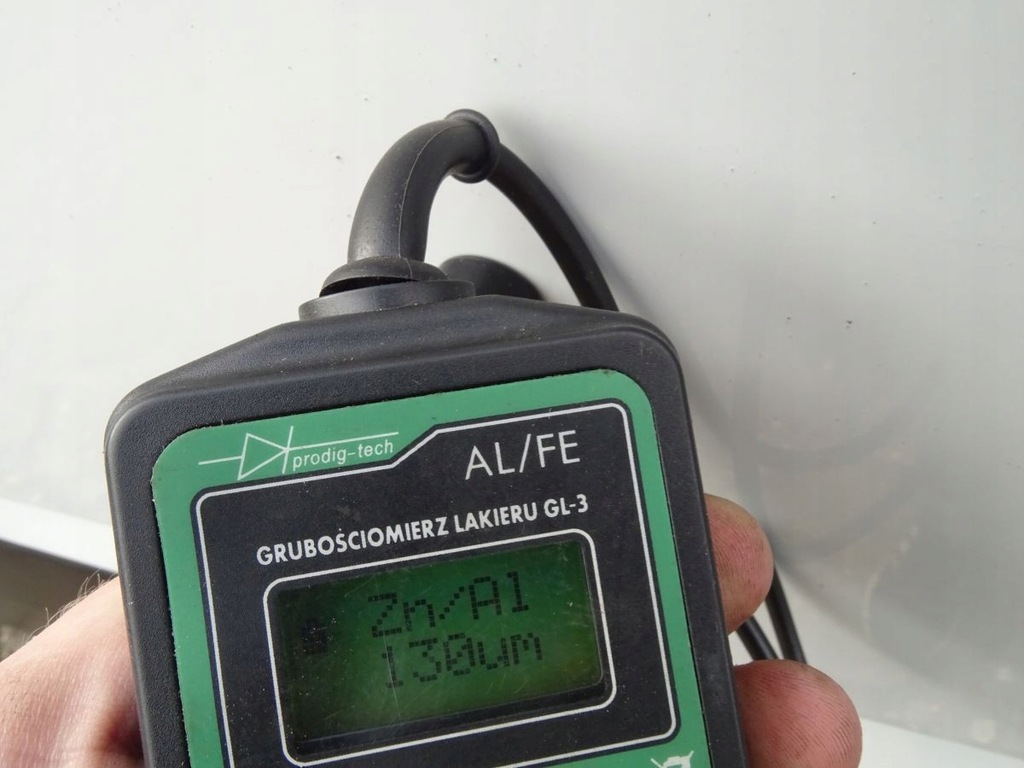 prodig-tech
AL/FE
GRUBOŚCIOMIERZ LAKIERU GL-3
Zn/Al
130um